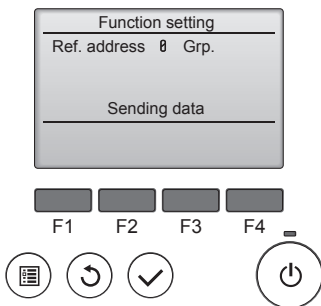 Function setting
Ref. address 0 Grp.
Sending data
F1 F2 F3 F4